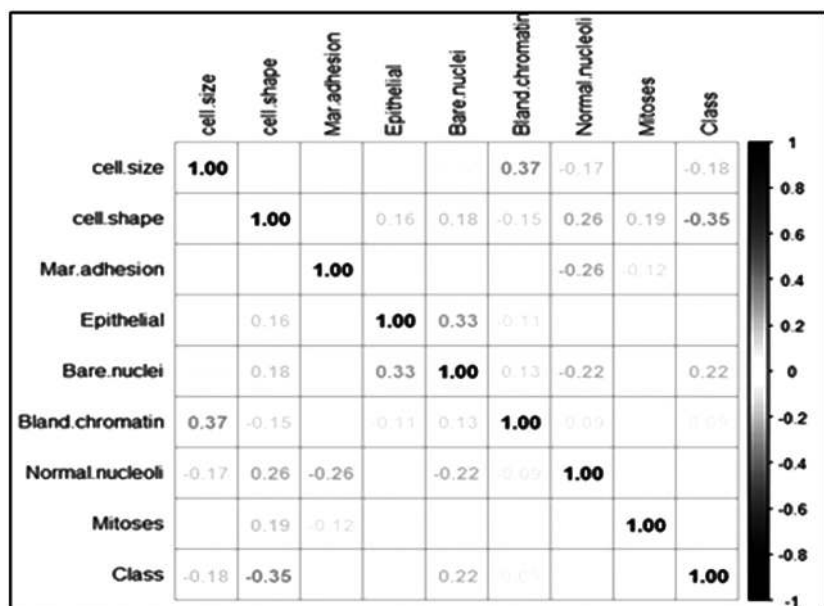 cell.size cell.shape Mar.adhesion Epithelial Bare.nuclei Bland.chromatin Normal.nucleoli Mitoses Class
cell.size 1.00 0.37 -0.17 -0.18
cell.shape 1.00 0.16 0.18 -0.15 0.26 0.19 -0.35
Mar.adhesion 1.00 -0.26 -0.12
Epithelial 0.16 1.00 0.33 -0.11
Bare.nuclei 0.18 0.33 1.00 0.13 -0.22 0.22
Bland.chromatin 0.37 -0.15 -0.11 0.13 1.00 -0.09
Normal.nucleoli -0.17 0.26 -0.26 -0.22 -0.09 1.00
Mitoses 0.19 -0.12 1.00
Class -0.18 -0.35 0.22 1.00
1
0.8
0.6
0.4
0.2
0
-0.2
-0.4
-0.6
-0.8
-1